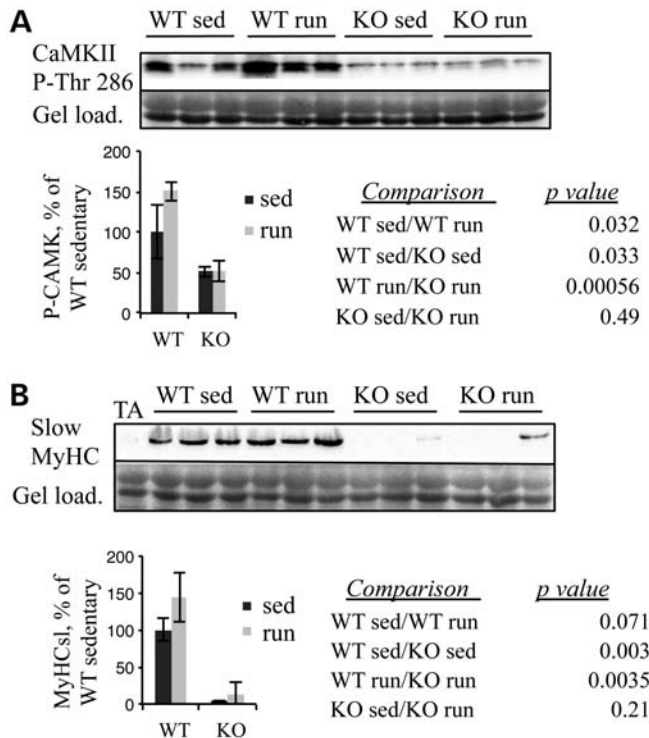 A
WT sed WT run KO sed KO run
CaMKII
P-Thr 286
Gel load.
P-CAMK, % of
WT sedentary
200
150
100
50
0
WT KO
sed
run
Comparison p value
WT sed/WT run 0.032
WT sed/KO sed 0.033
WT run/KO run 0.00056
KO sed/KO run 0.49
B
TA WT sed WT run KO sed KO run
Slow
MyHC
Gel load.
MyHCsl, % of
WT sedentary
200
150
100
50
0
WT KO
sed
run
Comparison p value
WT sed/WT run 0.071
WT sed/KO sed 0.003
WT run/KO run 0.0035
KO sed/KO run 0.21